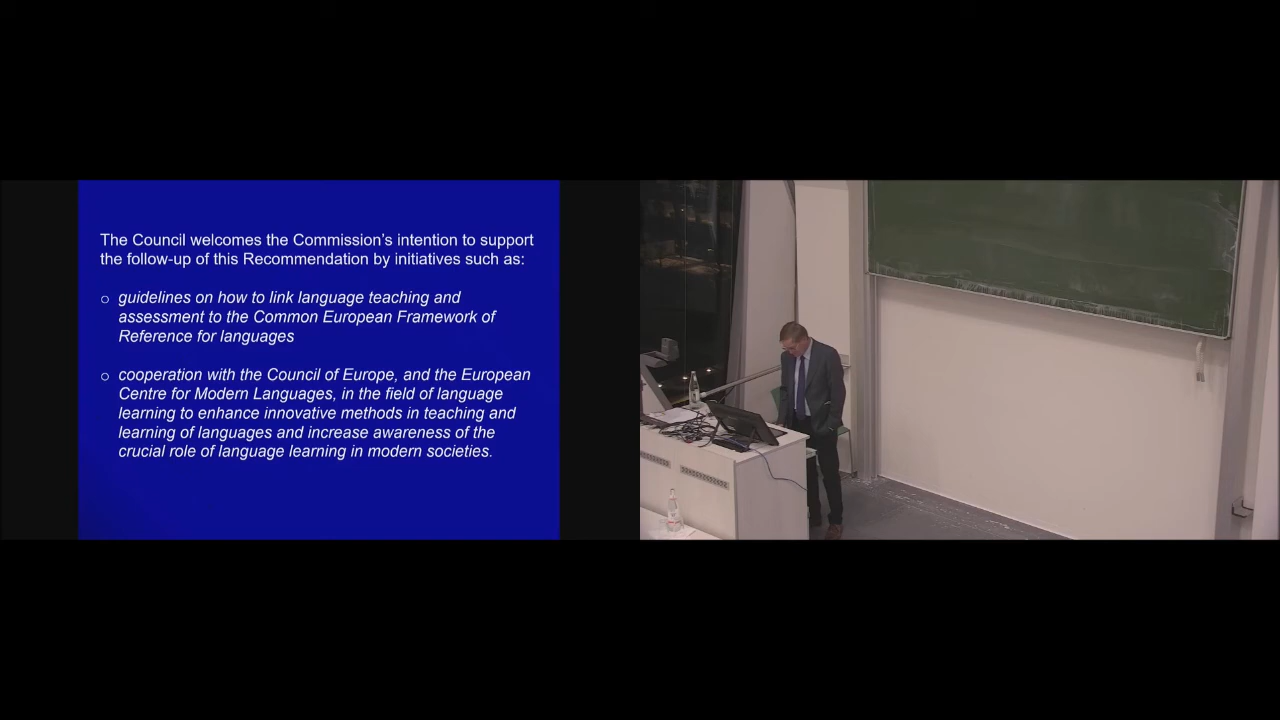 The Council welcomes the Commission's intention to support
the follow-up of this Recommendation by initiatives such as:
○ guidelines on how to link language teaching and
assessment to the Common European Framework of
Reference for languages
○ cooperation with the Council of Europe, and the European
Centre for Modern Languages, in the field of language
learning to enhance innovative methods in teaching and
learning of languages and increase awareness of the
crucial role of language learning in modern societies.